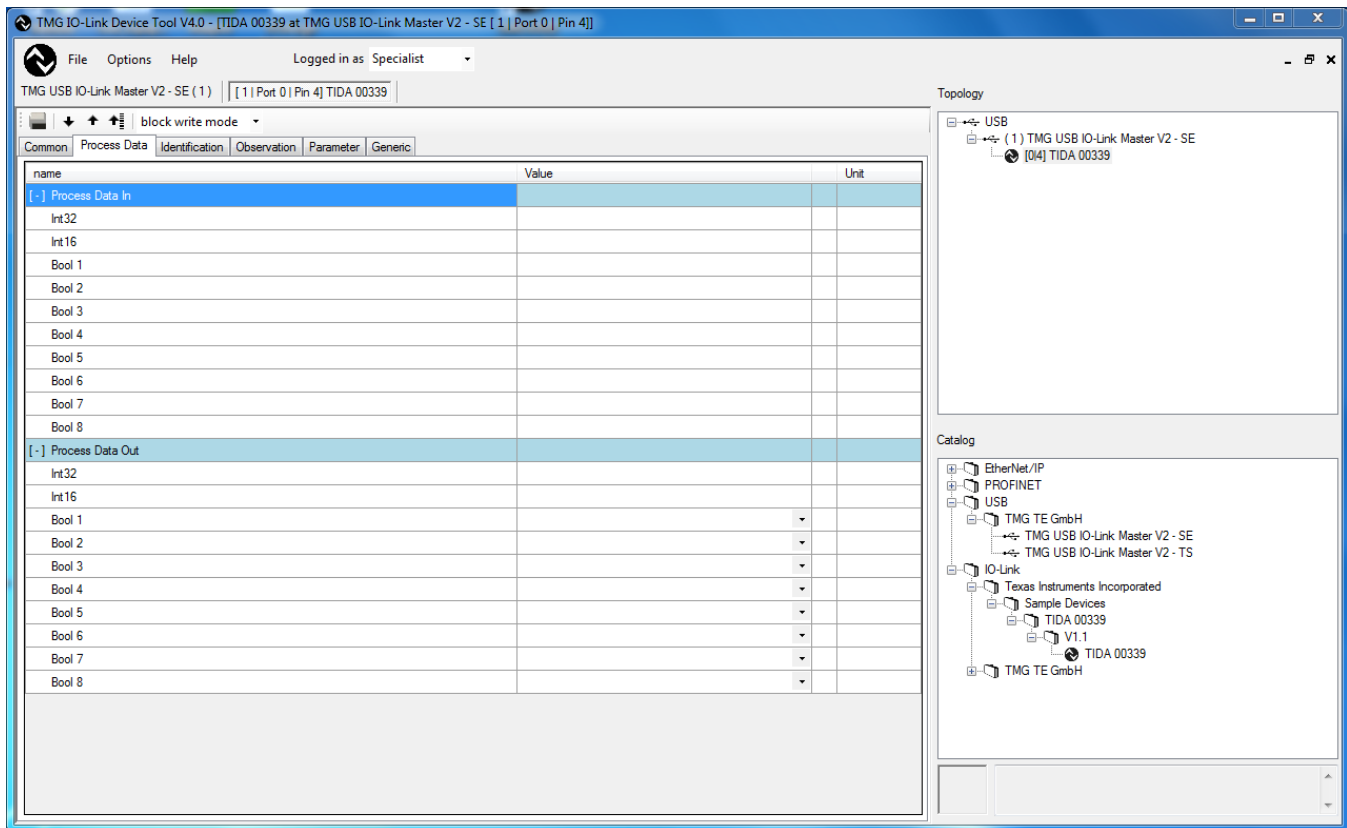 TMG IO-Link Device Tool V4.0 - [TIDA 00339 at TMG USB IO-Link Master V2 - SE [ 1 | Port 0 | Pin 4]]
File Options Help Logged in as Specialist
TMG USB IO-Link Master V2 - SE ( 1 ) [ 1 | Port 0 | Pin 4] TIDA 00339
block write mode
Common Process Data Identification Observation Parameter Generic
name Value Unit
[ - ] Process Data In
Int32
Int16
Bool 1
Bool 2
Bool 3
Bool 4
Bool 5
Bool 6
Bool 7
Bool 8
[ - ] Process Data Out
Int32
Int16
Bool 1
Bool 2
Bool 3
Bool 4
Bool 5
Bool 6
Bool 7
Bool 8
Topology
USB
( 1 ) TMG USB IO-Link Master V2 - SE
[0|4] TIDA 00339
Catalog
EtherNet/IP
PROFINET
USB
TMG TE GmbH
TMG USB IO-Link Master V2 - SE
TMG USB IO-Link Master V2 - TS
IO-Link
Texas Instruments Incorporated
Sample Devices
TIDA 00339
V1.1
TIDA 00339
TMG TE GmbH